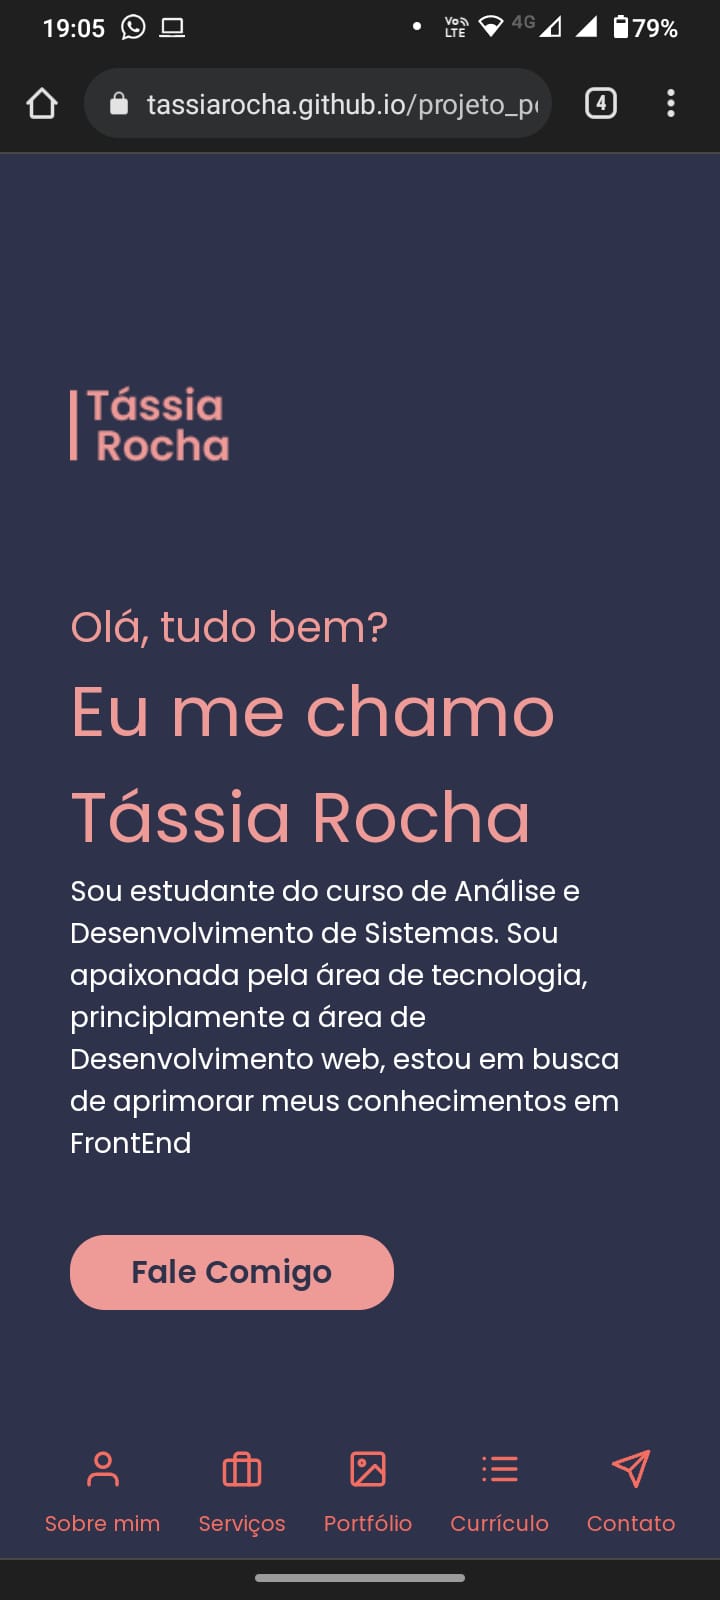 19:05
Vo LTE 4G 79%
tassiarocha.github.io/projeto_p
4
Tássia
Rocha
Olá, tudo bem?
Eu me chamo
Tássia Rocha
Sou estudante do curso de Análise e
Desenvolvimento de Sistemas. Sou
apaixonada pela área de tecnologia,
principlamente a área de
Desenvolvimento web, estou em busca
de aprimorar meus conhecimentos em
FrontEnd
Fale Comigo
Sobre mim Serviços Portfólio Currículo Contato